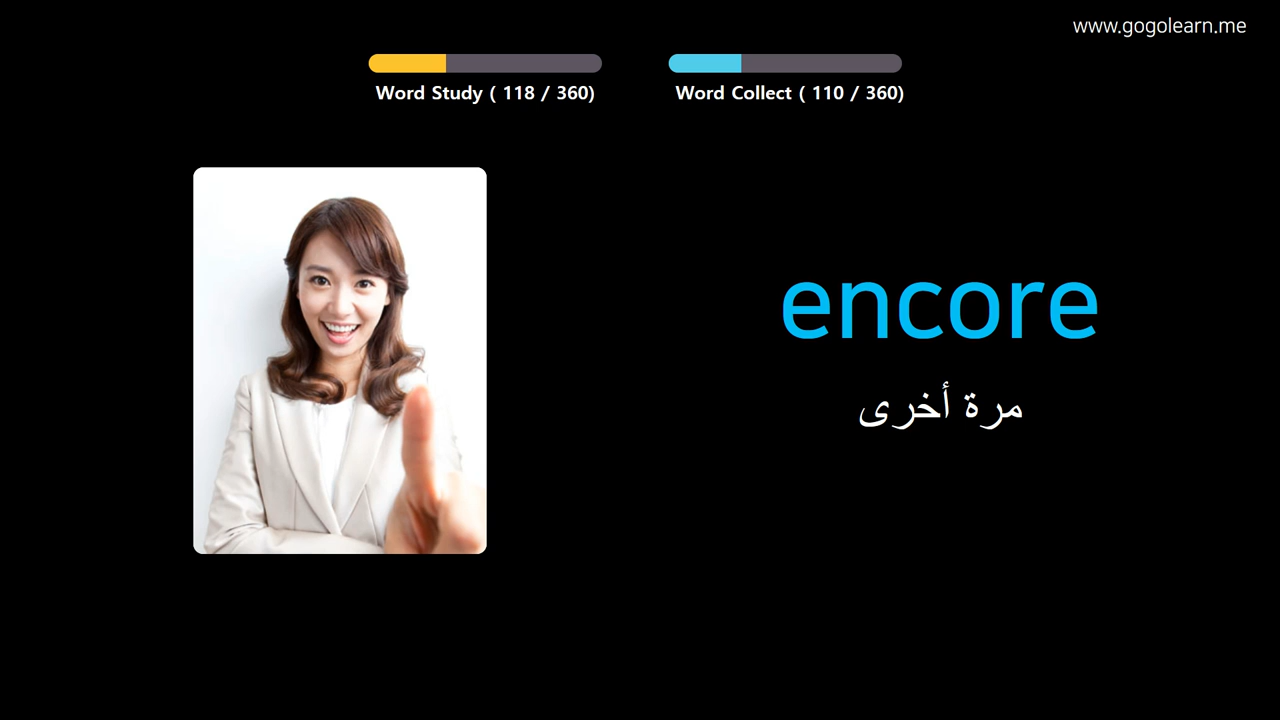 www.gogolearn.me
Word Study ( 118 / 360)
Word Collect ( 110 / 360)
encore
مرة أخرى